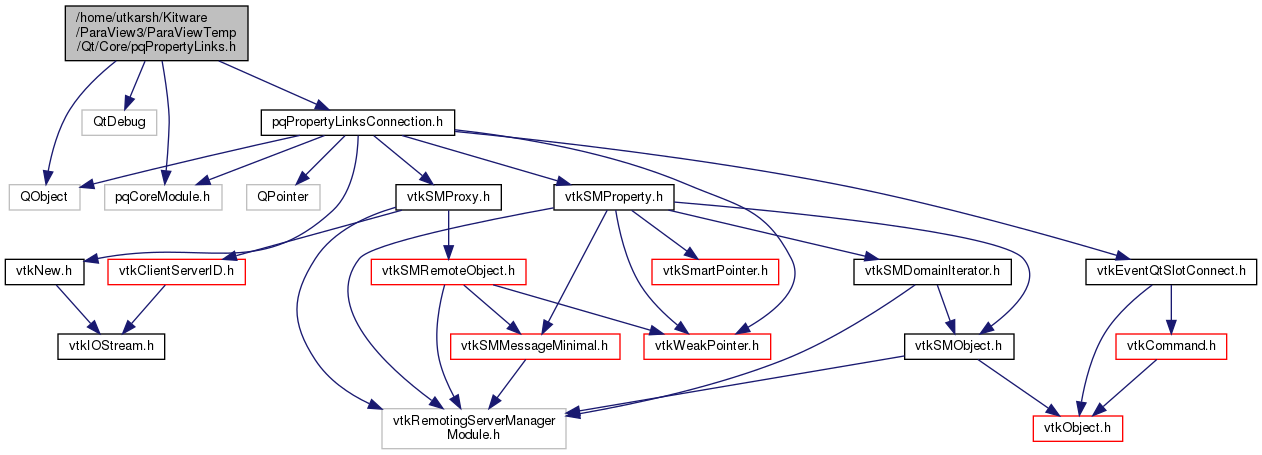 /home/utkarsh/Kitware
/ParaView3/ParaViewTemp
/Qt/Core/pqPropertyLinks.h
QtDebug
pqPropertyLinksConnection.h
QObject
pqCoreModule.h
QPointer
vtkSMProxy.h
vtkSMProperty.h
vtkNew.h
vtkClientServerID.h
vtkSMRemoteObject.h
vtkSmartPointer.h
vtkSMDomainIterator.h
vtkEventQtSlotConnect.h
vtkIOStream.h
vtkSMMessageMinimal.h
vtkWeakPointer.h
vtkSMObject.h
vtkCommand.h
vtkRemotingServerManager
Module.h
vtkObject.h